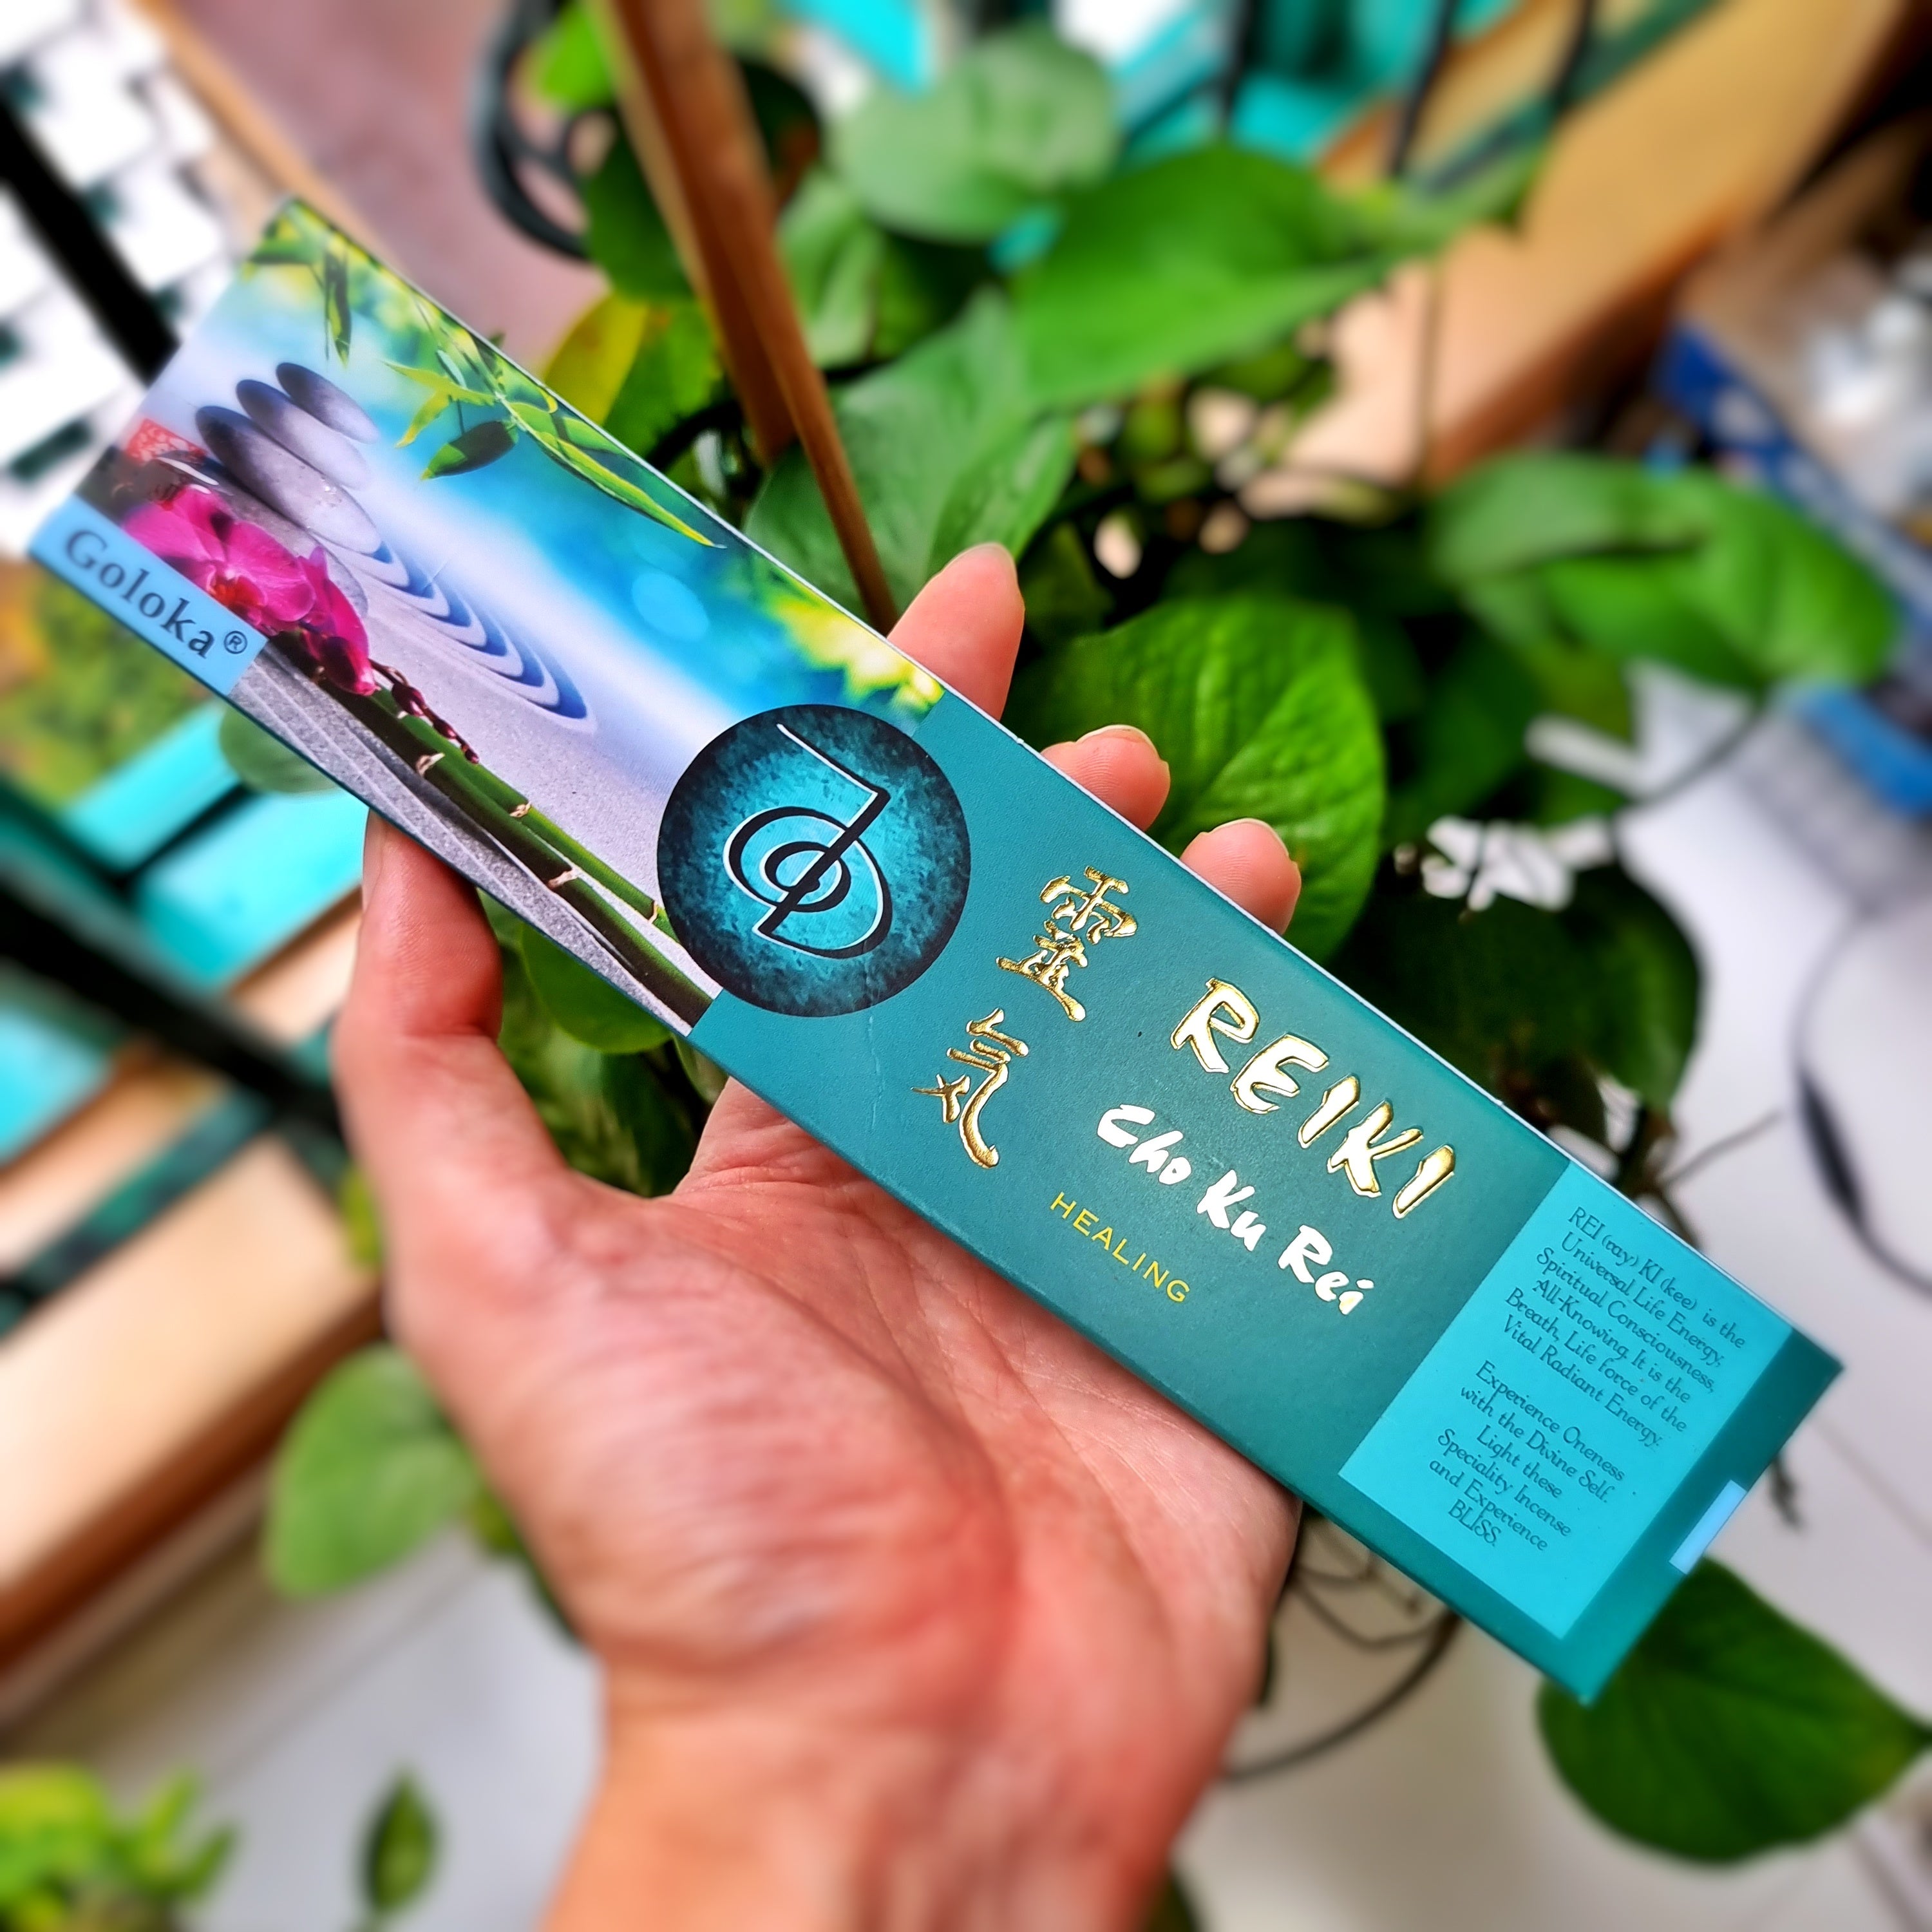 Goloka®
靈
気
REIKI
Cho Ku Rei
HEALING
REI (ray) KI (kee) is the
Universal Life Energy,
Spiritual Consciousness,
All-Knowing. It is the
Breath, Life force of the
Vital Radiant Energy.
Experience Oneness
with the Divine Self.
Light these
Speciality Incense
and Experience
BLISS.